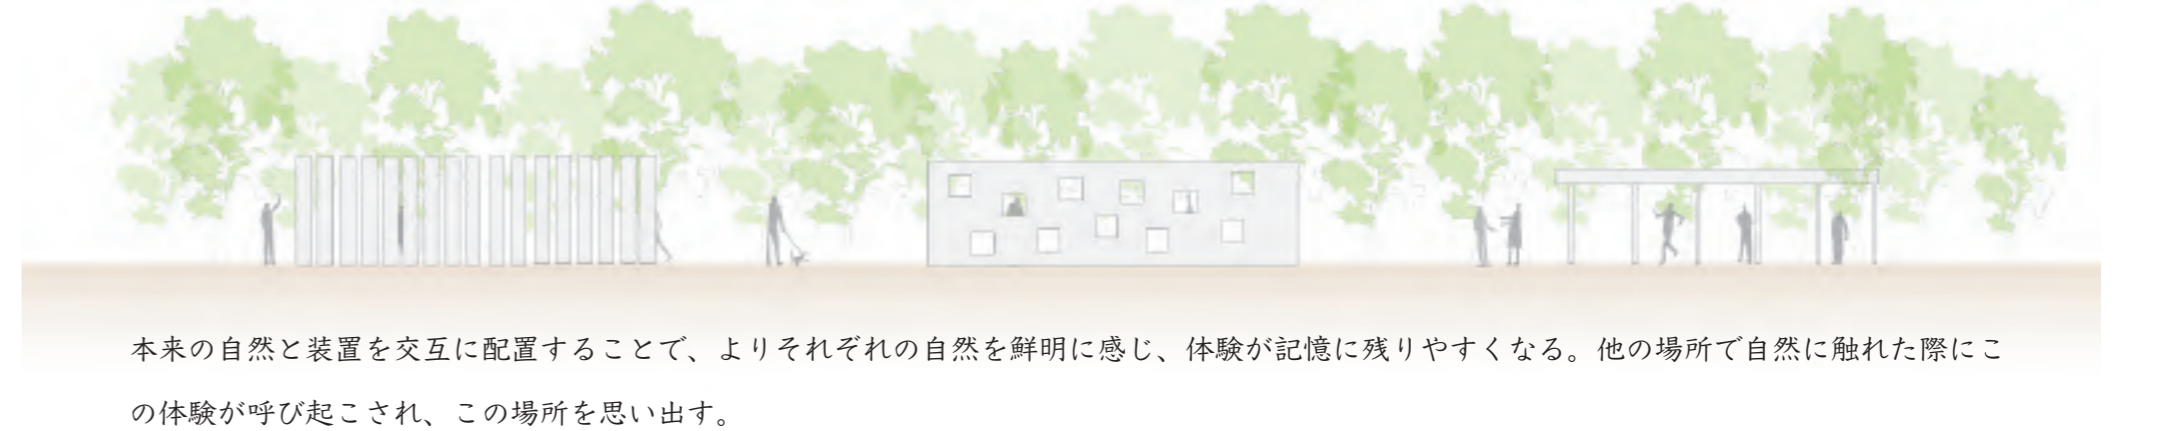 本来の自然と装置を交互に配置することで、よりそれぞれの自然を鮮明に感じ、体験が記憶に残りやすくなる。他の場所で自然に触れた際にこ
の体験が呼び起こされ、この場所を思い出す。